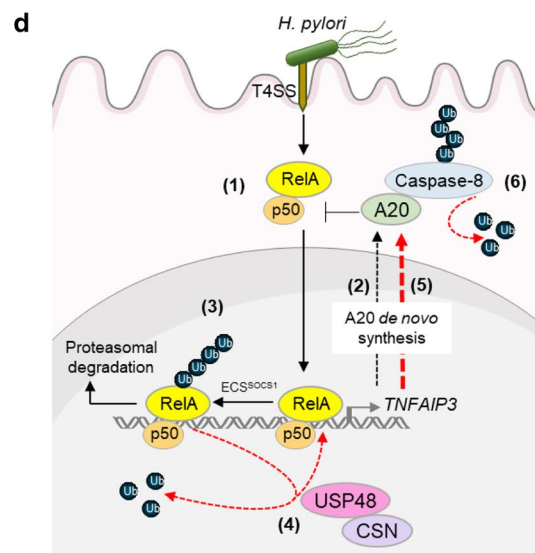 d
H. pylori
T4SS
Ub
Ub
Ub
Ub
(1)
RelA
p50
Caspase-8
(6)
A20
Ub
Ub
Ub
(2)
(5)
(3)
A20 de novo
synthesis
Ub
Ub
Ub
Ub
Proteasomal
degradation
ECSSOCS1
RelA
RelA
TNFAIP3
p50
p50
Ub
Ub
Ub
(4)
USP48
CSN